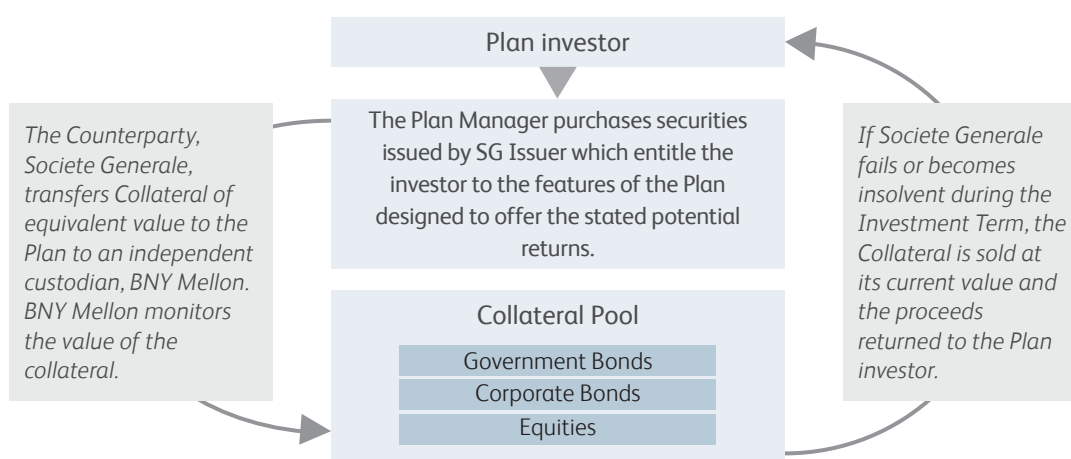 Plan investor
The Plan Manager purchases securities
issued by SG Issuer which entitle the
investor to the features of the Plan
designed to offer the stated potential
returns.
The Counterparty,
Societe Generale,
transfers Collateral of
equivalent value to the
Plan to an independent
custodian, BNY Mellon.
BNY Mellon monitors
the value of the
collateral.
If Societe Generale
fails or becomes
insolvent during the
Investment Term, the
Collateral is sold at
its current value and
the proceeds
returned to the Plan
investor.
Collateral Pool
Government Bonds
Corporate Bonds
Equities